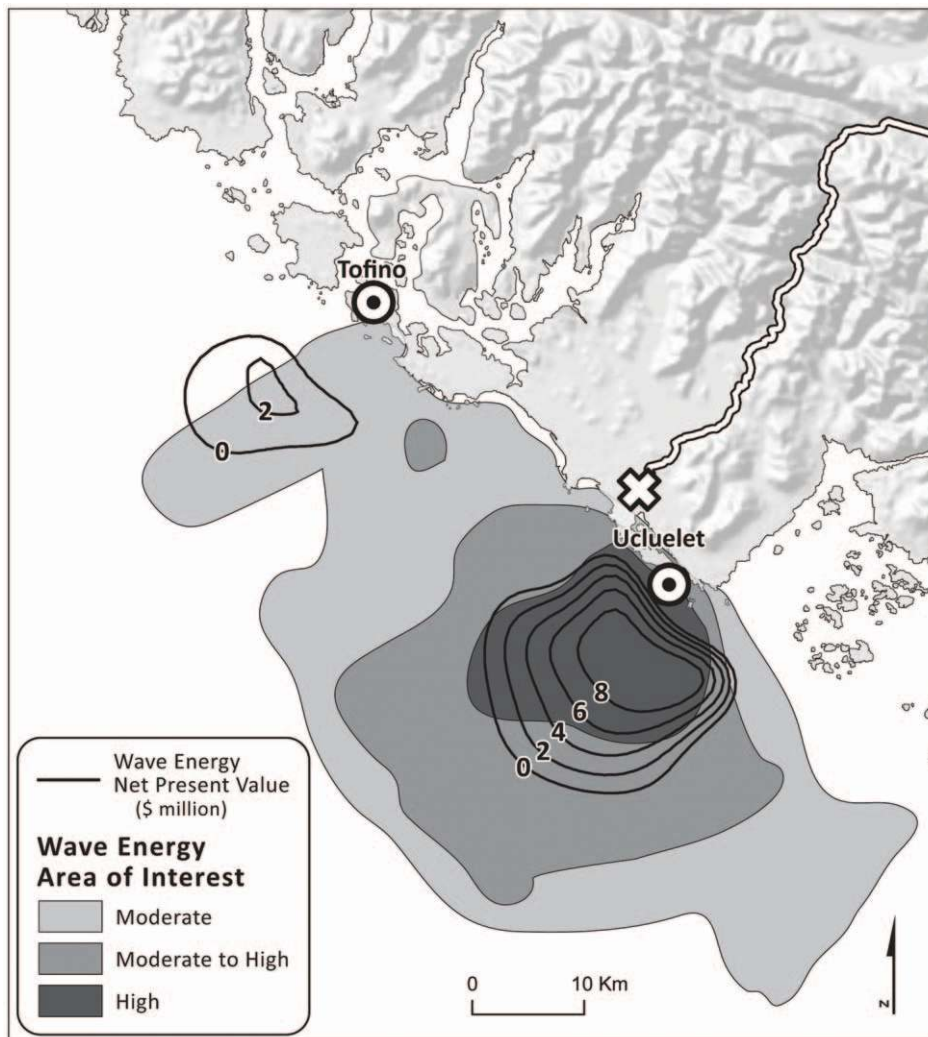 Tofino
2
0
Ucluelet
8
6
4
2
0
Wave Energy
Net Present Value
($ million)
Wave Energy
Area of Interest
Moderate
Moderate to High
High
0 10 Km
N